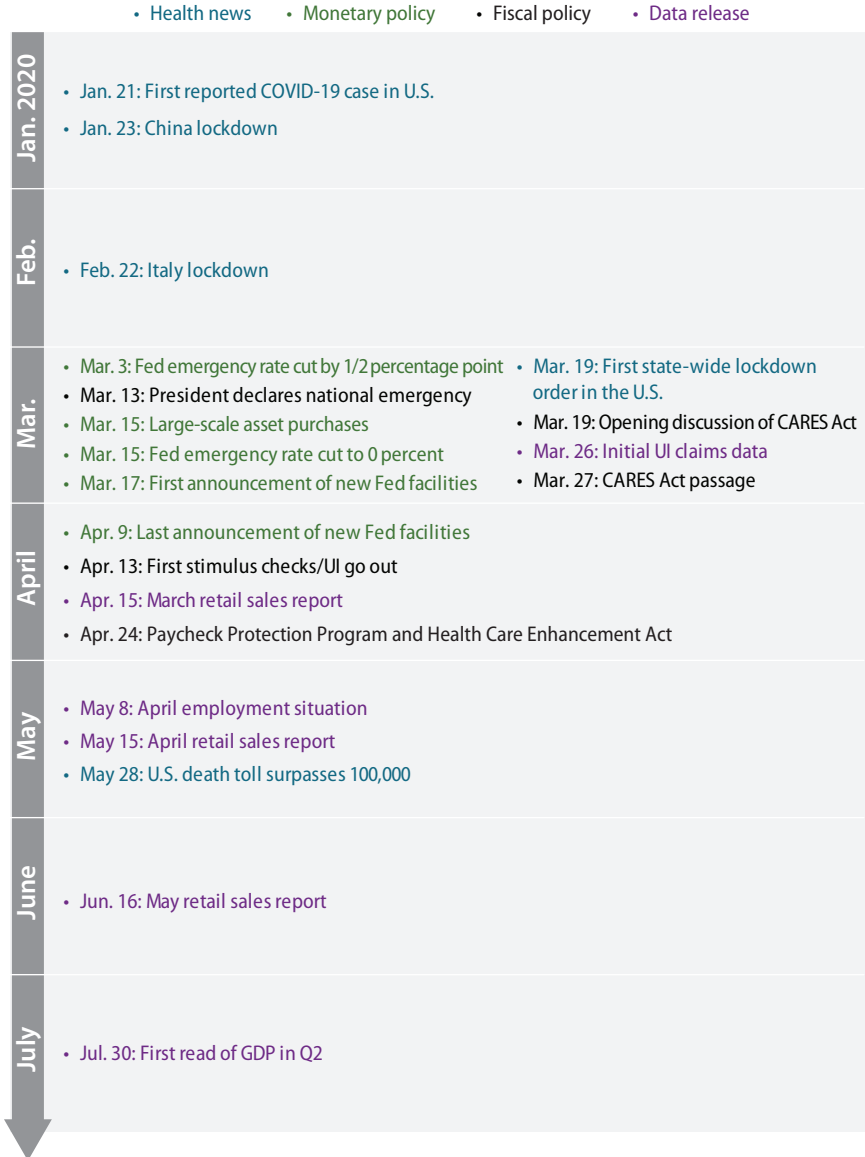 • Health news • Monetary policy • Fiscal policy • Data release
Jan. 2020
• Jan. 21: First reported COVID-19 case in U.S.
• Jan. 23: China lockdown
Feb.
• Feb. 22: Italy lockdown
Mar.
• Mar. 3: Fed emergency rate cut by 1/2 percentage point
• Mar. 13: President declares national emergency
• Mar. 15: Large-scale asset purchases
• Mar. 15: Fed emergency rate cut to 0 percent
• Mar. 17: First announcement of new Fed facilities
• Mar. 19: First state-wide lockdown
order in the U.S.
• Mar. 19: Opening discussion of CARES Act
• Mar. 26: Initial UI claims data
• Mar. 27: CARES Act passage
April
• Apr. 9: Last announcement of new Fed facilities
• Apr. 13: First stimulus checks/UI go out
• Apr. 15: March retail sales report
• Apr. 24: Paycheck Protection Program and Health Care Enhancement Act
May
• May 8: April employment situation
• May 15: April retail sales report
• May 28: U.S. death toll surpasses 100,000
June
• Jun. 16: May retail sales report
July
• Jul. 30: First read of GDP in Q2